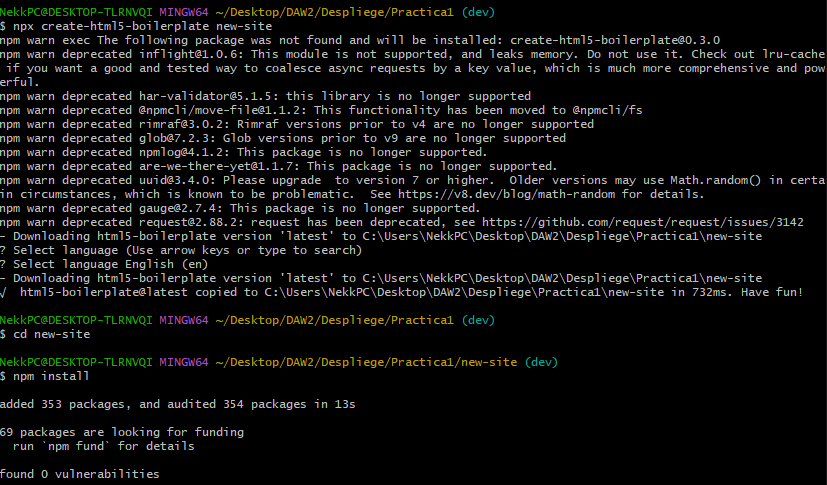 NekkPC@DESKTOP-TLRNVQI MINGW64 ~/Desktop/DAW2/Despliege/Practica1 (dev)
$ npx create-html5-boilerplate new-site
npm warn exec The following package was not found and will be installed: create-html5-boilerplate@0.3.0
npm warn deprecated inflight@1.0.6: This module is not supported, and leaks memory. Do not use it. Check out lru-cache
 if you want a good and tested way to coalesce async requests by a key value, which is much more comprehensive and pow
erful.
npm warn deprecated har-validator@5.1.5: this library is no longer supported
npm warn deprecated @npmcli/move-file@1.1.2: This functionality has been moved to @npmcli/fs
npm warn deprecated rimraf@3.0.2: Rimraf versions prior to v4 are no longer supported
npm warn deprecated glob@7.2.3: Glob versions prior to v9 are no longer supported
npm warn deprecated npmlog@4.1.2: This package is no longer supported.
npm warn deprecated are-we-there-yet@1.1.7: This package is no longer supported.
npm warn deprecated uuid@3.4.0: Please upgrade  to version 7 or higher.  Older versions may use Math.random() in certa
in circumstances, which is known to be problematic.  See https://v8.dev/blog/math-random for details.
npm warn deprecated gauge@2.7.4: This package is no longer supported.
npm warn deprecated request@2.88.2: request has been deprecated, see https://github.com/request/request/issues/3142
- Downloading html5-boilerplate version 'latest' to C:\Users\NekkPC\Desktop\DAW2\Despliege\Practica1\new-site
? Select language (Use arrow keys or type to search)
? Select language English (en)
- Downloading html5-boilerplate version 'latest' to C:\Users\NekkPC\Desktop\DAW2\Despliege\Practica1\new-site
√  html5-boilerplate@latest copied to C:\Users\NekkPC\Desktop\DAW2\Despliege\Practica1\new-site in 732ms. Have fun!
NekkPC@DESKTOP-TLRNVQI MINGW64 ~/Desktop/DAW2/Despliege/Practica1 (dev)
$ cd new-site
NekkPC@DESKTOP-TLRNVQI MINGW64 ~/Desktop/DAW2/Despliege/Practica1/new-site (dev)
$ npm install
added 353 packages, and audited 354 packages in 13s
69 packages are looking for funding
  run `npm fund` for details
found 0 vulnerabilities